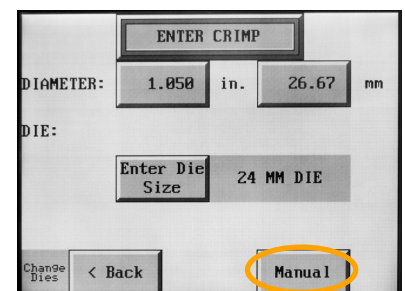 ENTER CRIMP
DIAMETER: 1.050 in. 26.67 mm
DIE:
Enter Die
Size
24 MM DIE
Change
Dies
< Back
Manual